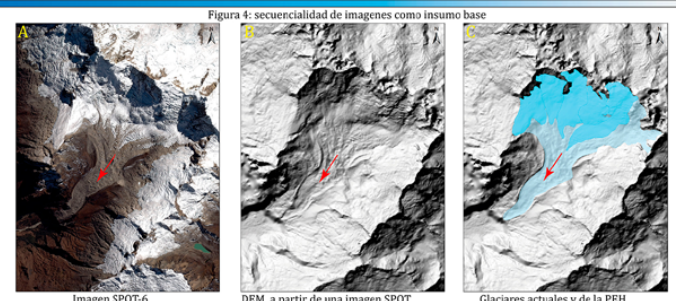 Figura 4: secuencialidad de imagenes como insumo base
A
B
C
N
N
N
Imagen SPOT-6
DEM, a partir de una imagen SPOT
Glaciares actuales y de la PEH